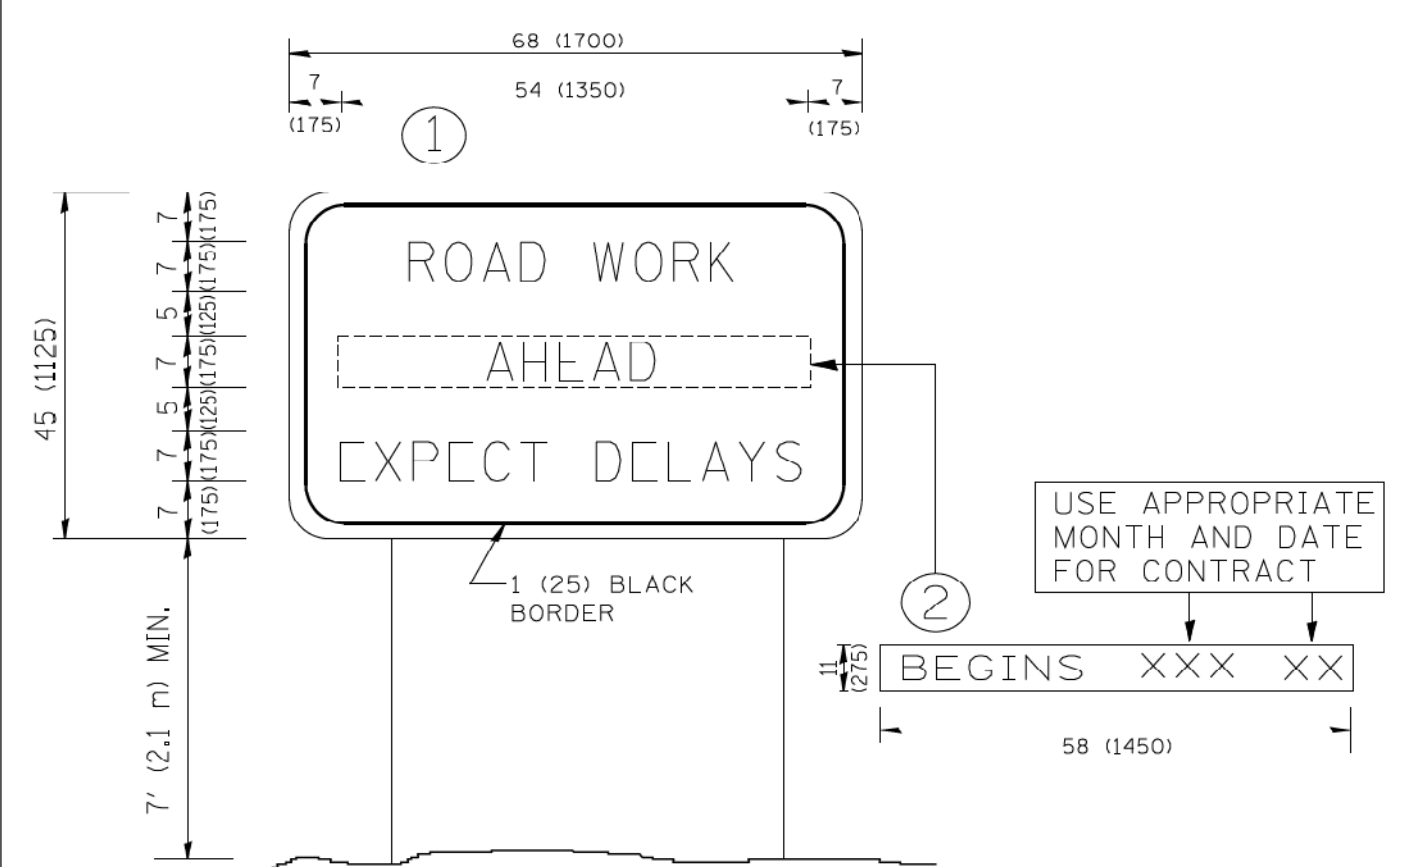 68 (1700)
7
54 (1350)
7
(175)
(175)
1
45 (1125)
7
(175)
7
(175)
5
(125)
7
(175)
5
(125)
7
(175)
7
(175)
ROAD WORK
AHEAD
EXPECT DELAYS
1 (25) BLACK
BORDER
7' (2.1 m) MIN.
USE APPROPRIATE
MONTH AND DATE
FOR CONTRACT
2
11
(275)
BEGINS XXX XX
58 (1450)